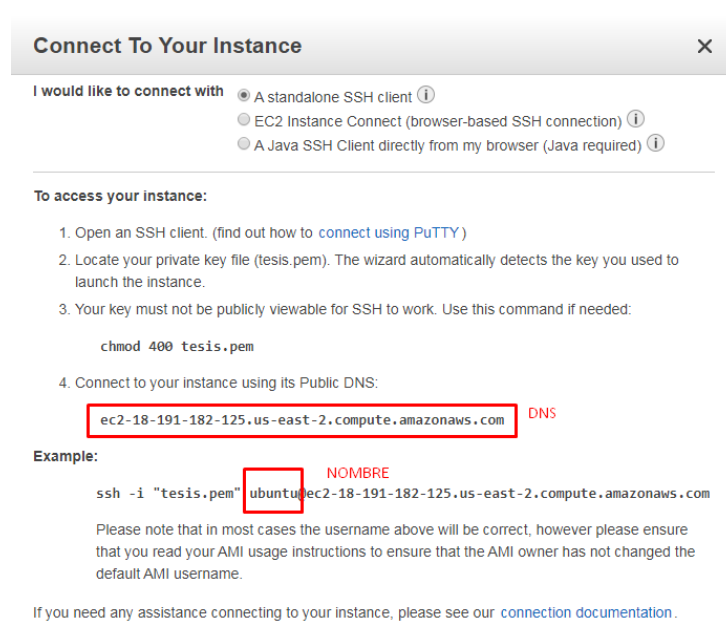 Connect To Your Instance ×
I would like to connect with A standalone SSH client i
EC2 Instance Connect (browser-based SSH connection) i
A Java SSH Client directly from my browser (Java required) i
To access your instance:
1. Open an SSH client. (find out how to connect using PuTTY)
2. Locate your private key file (tesis.pem). The wizard automatically detects the key you used to
launch the instance.
3. Your key must not be publicly viewable for SSH to work. Use this command if needed:
chmod 400 tesis.pem
4. Connect to your instance using its Public DNS:
ec2-18-191-182-125.us-east-2.compute.amazonaws.com DNS
Example:
NOMBRE
ssh -i "tesis.pem" ubuntu@ec2-18-191-182-125.us-east-2.compute.amazonaws.com
Please note that in most cases the username above will be correct, however please ensure
that you read your AMI usage instructions to ensure that the AMI owner has not changed the
default AMI username.
If you need any assistance connecting to your instance, please see our connection documentation.